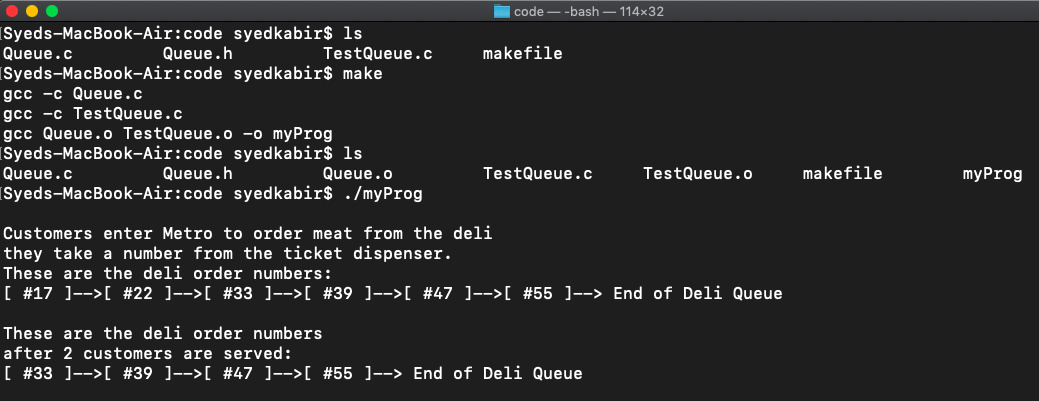 code — -bash — 114×32
[Syeds-MacBook-Air:code syedkabir$ ls
Queue.c Queue.h TestQueue.c makefile
[Syeds-MacBook-Air:code syedkabir$ make
gcc -c Queue.c
gcc -c TestQueue.c
gcc Queue.o TestQueue.o -o myProg
[Syeds-MacBook-Air:code syedkabir$ ls
Queue.c Queue.h Queue.o TestQueue.c TestQueue.o makefile myProg
[Syeds-MacBook-Air:code syedkabir$ ./myProg
Customers enter Metro to order meat from the deli
they take a number from the ticket dispenser.
These are the deli order numbers:
[ #17 ]-->[ #22 ]-->[ #33 ]-->[ #39 ]-->[ #47 ]-->[ #55 ]--> End of Deli Queue
These are the deli order numbers
after 2 customers are served:
[ #33 ]-->[ #39 ]-->[ #47 ]-->[ #55 ]--> End of Deli Queue